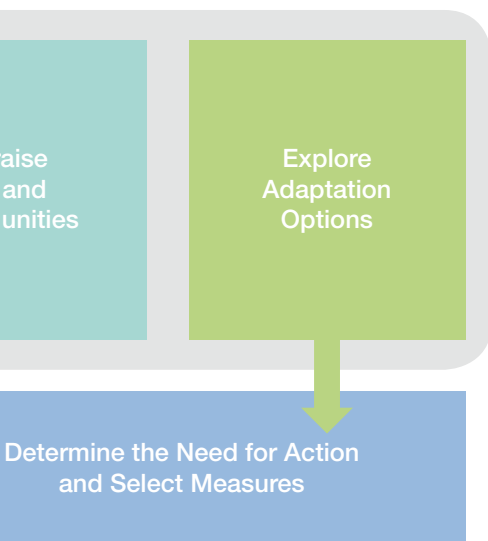 raise
and
unities
Explore
Adaptation
Options
Determine the Need for Action
and Select Measures